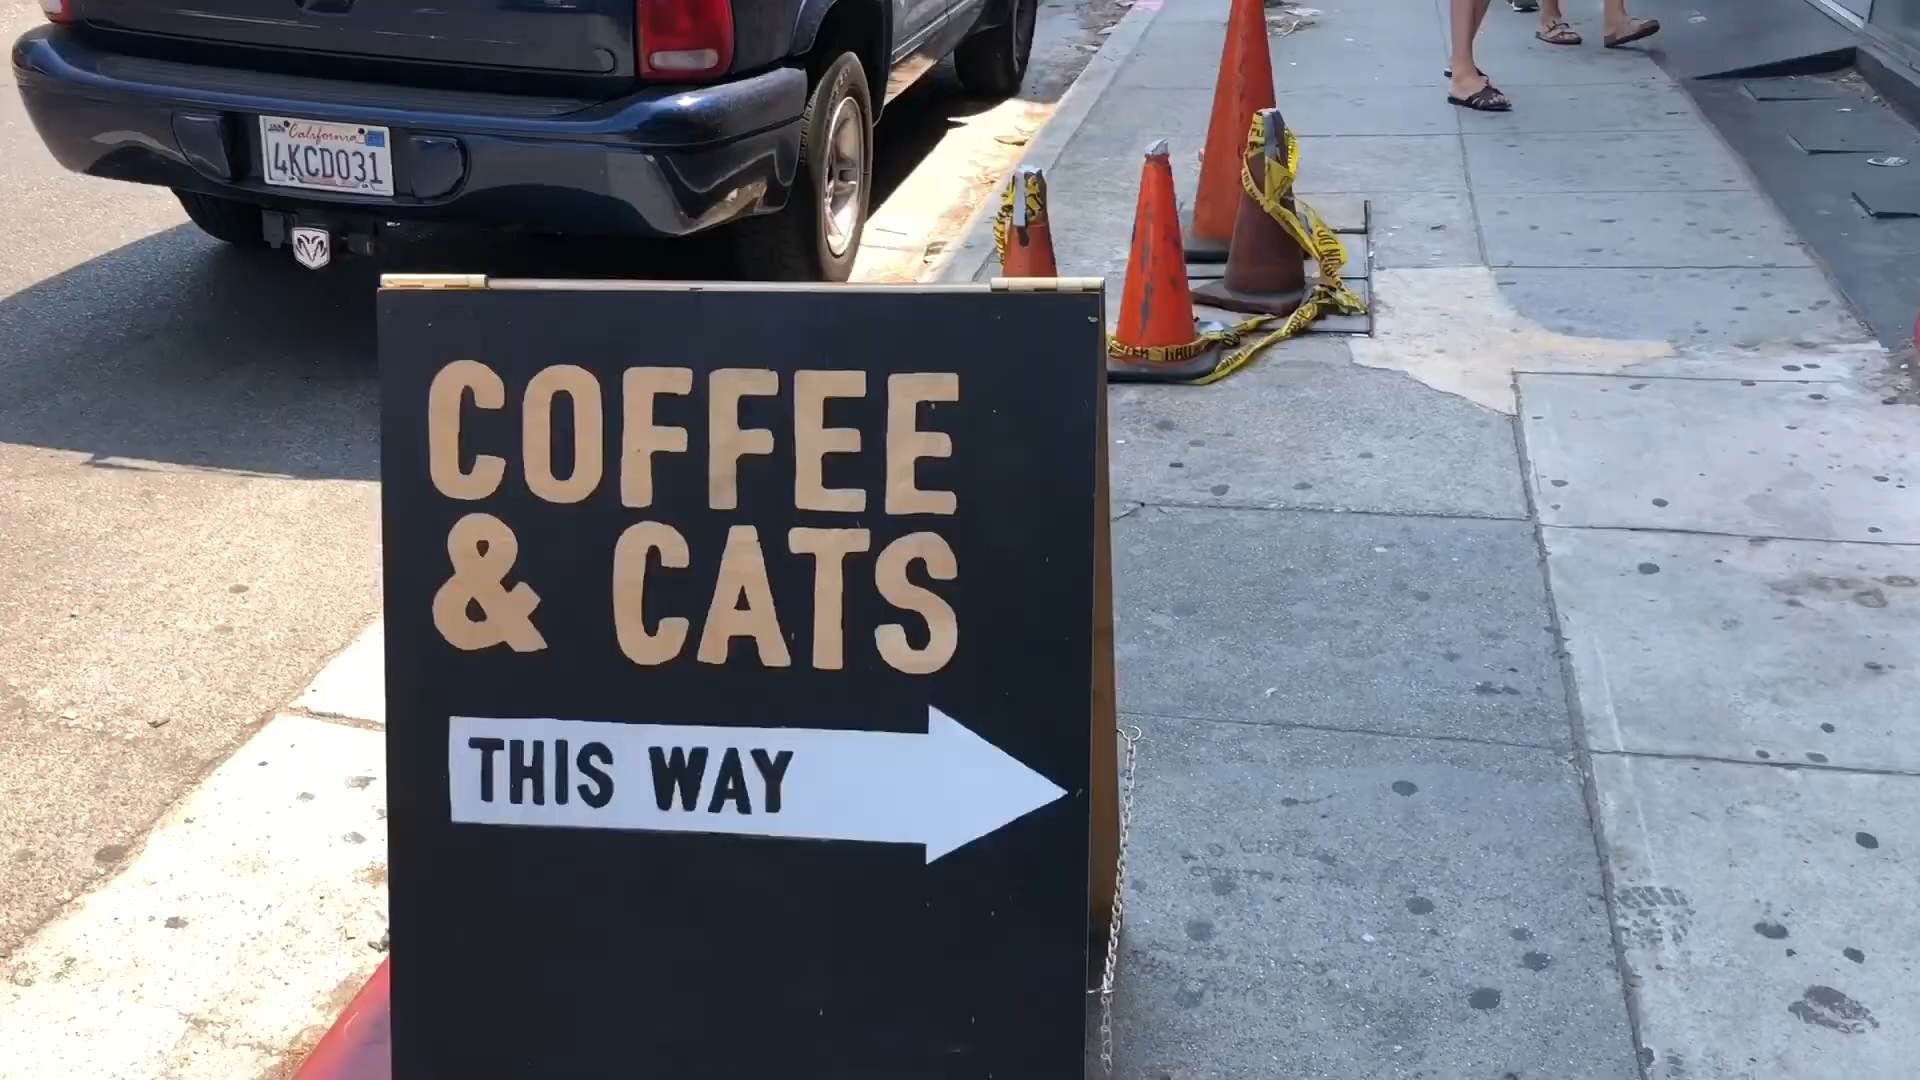 California
4KCD031
COFFEE
& CATS
THIS WAY